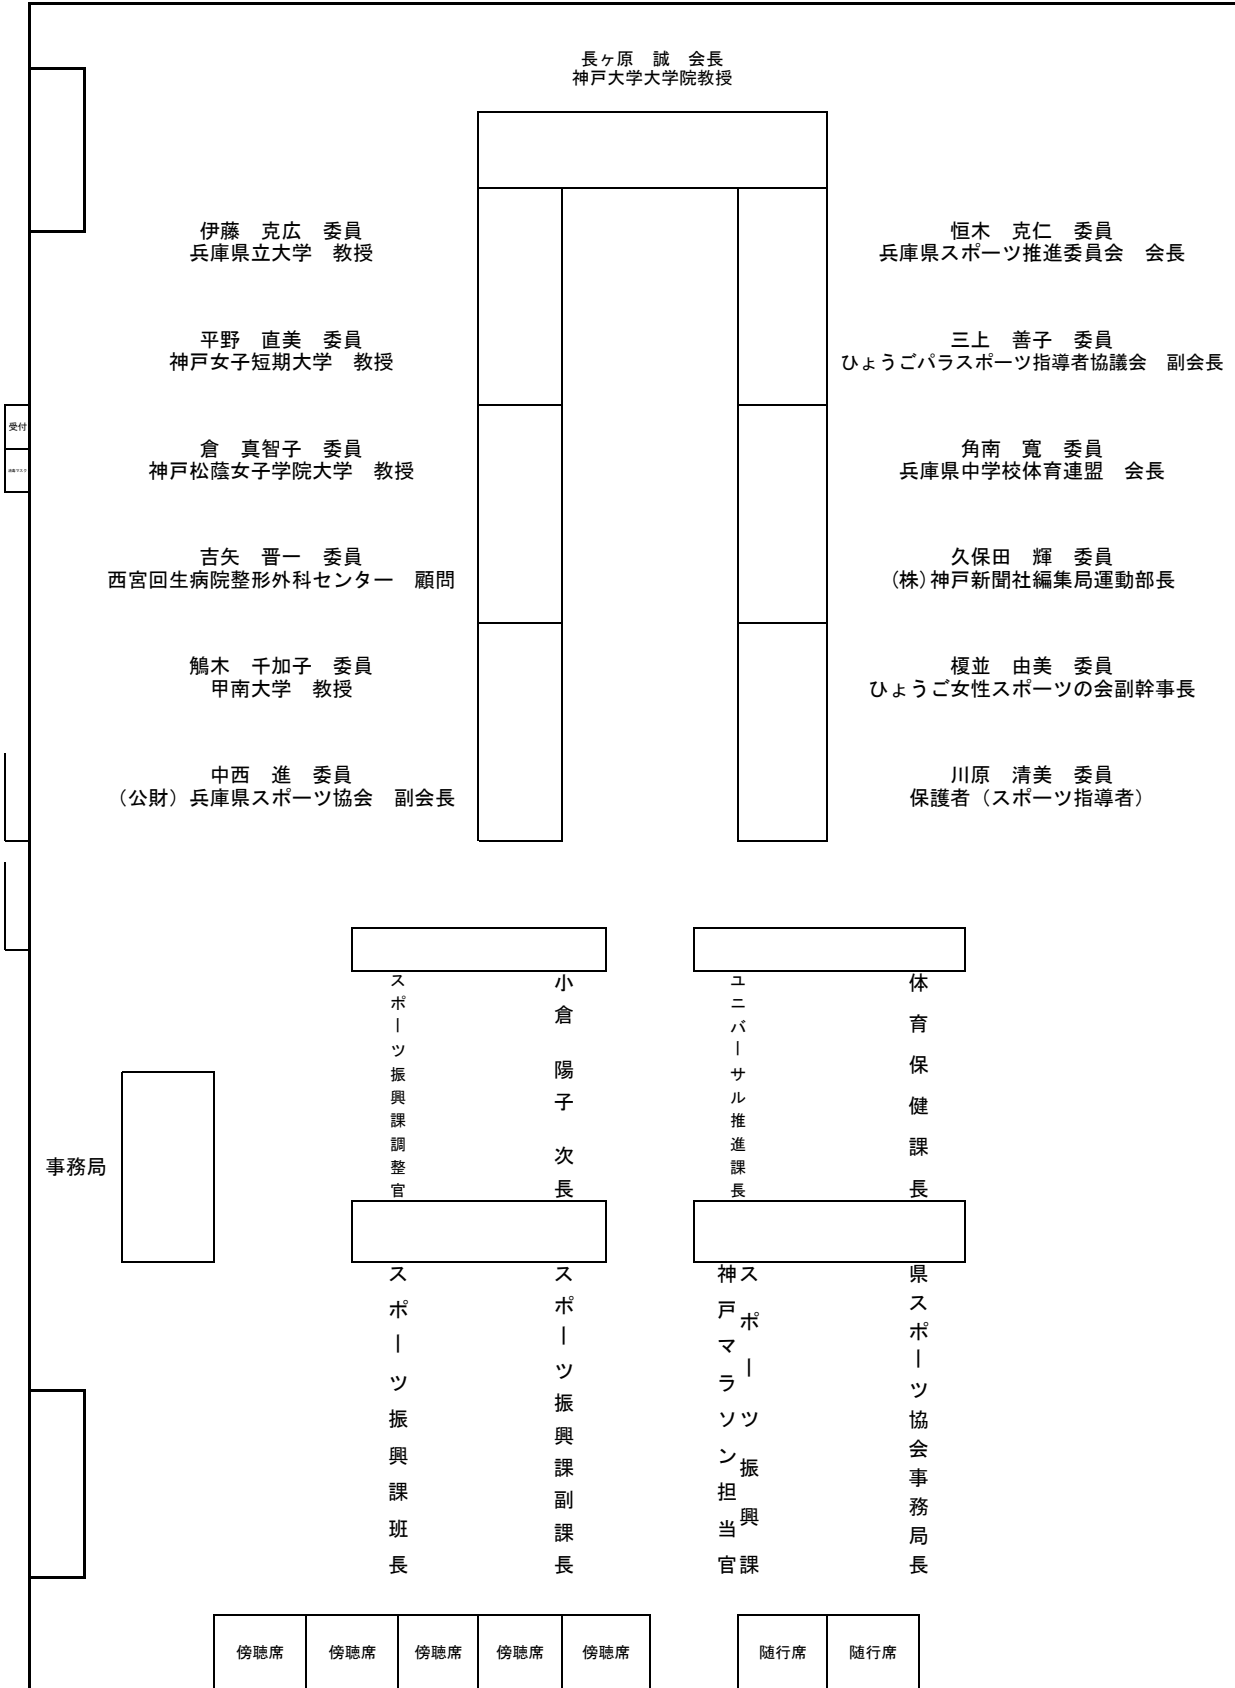 長ヶ原　誠　会長
神戸大学大学院教授
伊藤　克広　委員
兵庫県立大学　教授
恒木　克仁　委員
兵庫県スポーツ推進委員会　会長
平野　直美　委員
神戸女子短期大学　教授
三上　善子　委員
ひょうごパラスポーツ指導者協議会　副会長
受付
倉　真智子　委員
神戸松蔭女子学院大学　教授
角南　寛　委員
兵庫県中学校体育連盟　会長
吉矢　晋一　委員
西宮回生病院整形外科センター　顧問
久保田　輝　委員
(株)神戸新聞社編集局運動部長
鵤木　千加子　委員
甲南大学　教授
榎並　由美　委員
ひょうご女性スポーツの会副幹事長
中西　進　委員
（公財）兵庫県スポーツ協会　副会長
川原　清美　委員
保護者（スポーツ指導者）
スポーツ振興課調整官
小倉　陽子　次長
ユニバーサル推進課長
体育保健課長
事務局
スポーツ振興課班長
スポーツ振興課副課長
スポーツ振興課
神戸マラソン担当官
県スポーツ協会事務局長
傍聴席
傍聴席
傍聴席
傍聴席
傍聴席
随行席
随行席